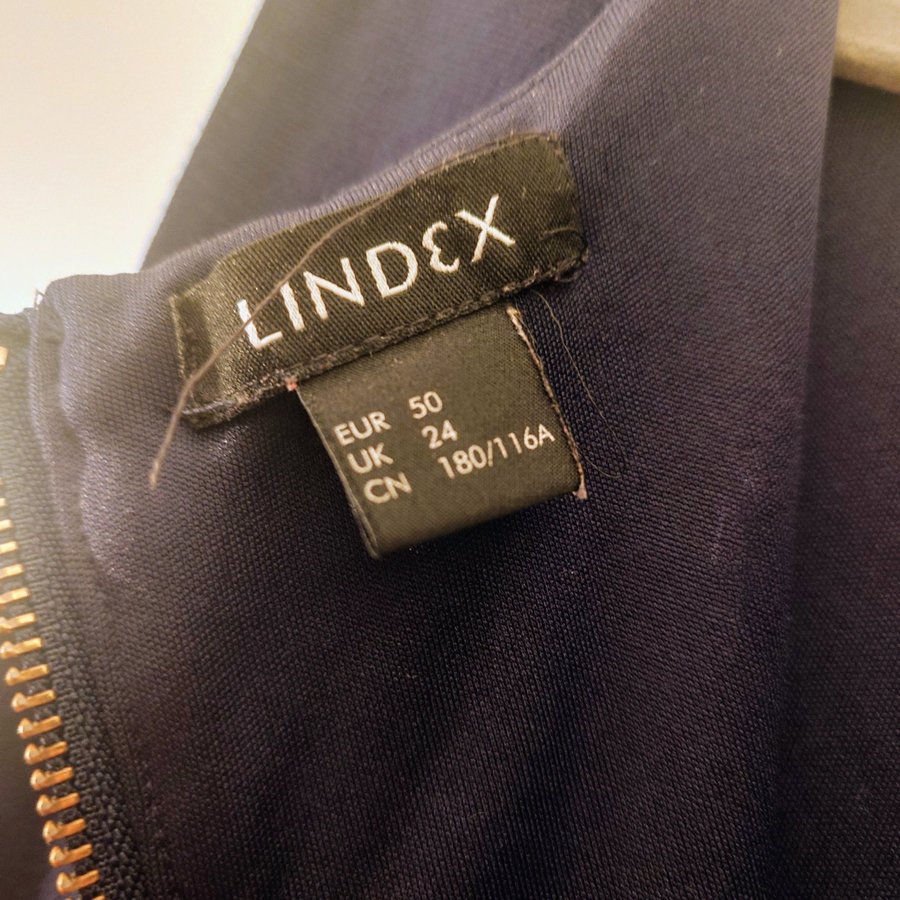 LINDEX
EUR 50
UK 24
CN 180/116A